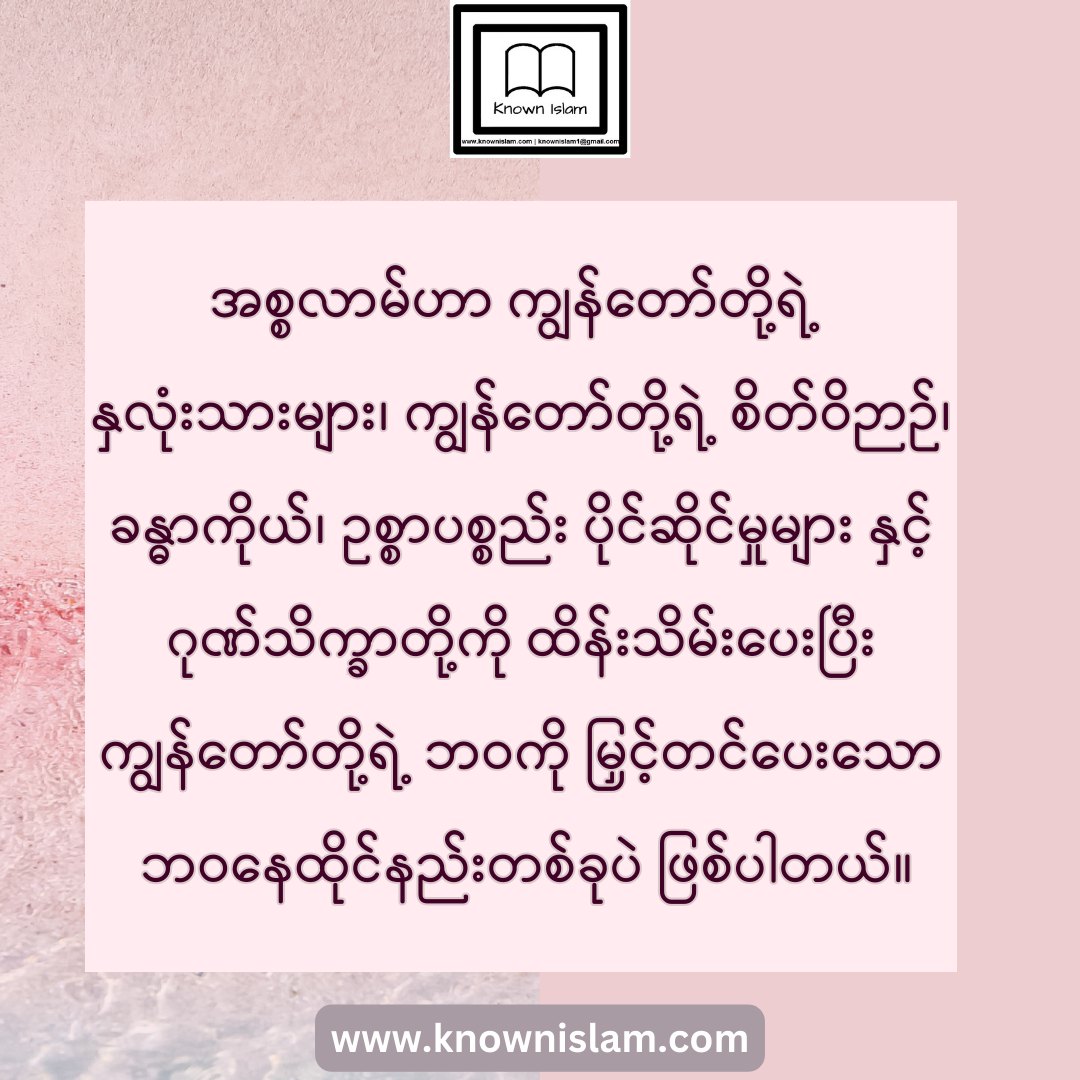 Known Islam
www.knownislam.com | knownislam1@gmail.com
အစ္စလာမ်ဟာ ကျွန်တော်တို့ရဲ့
နှလုံးသားများ၊ ကျွန်တော်တို့ရဲ့ စိတ်ဝိညာဉ်၊
ခန္ဓာကိုယ်၊ ဥစ္စာပစ္စည်း ပိုင်ဆိုင်မှုများ နှင့်
ဂုဏ်သိက္ခာတို့ကို ထိန်းသိမ်းပေးပြီး
ကျွန်တော်တို့ရဲ့ ဘဝကို မြှင့်တင်ပေးသော
ဘဝနေထိုင်နည်းတစ်ခုပဲ ဖြစ်ပါတယ်။
www.knownislam.com